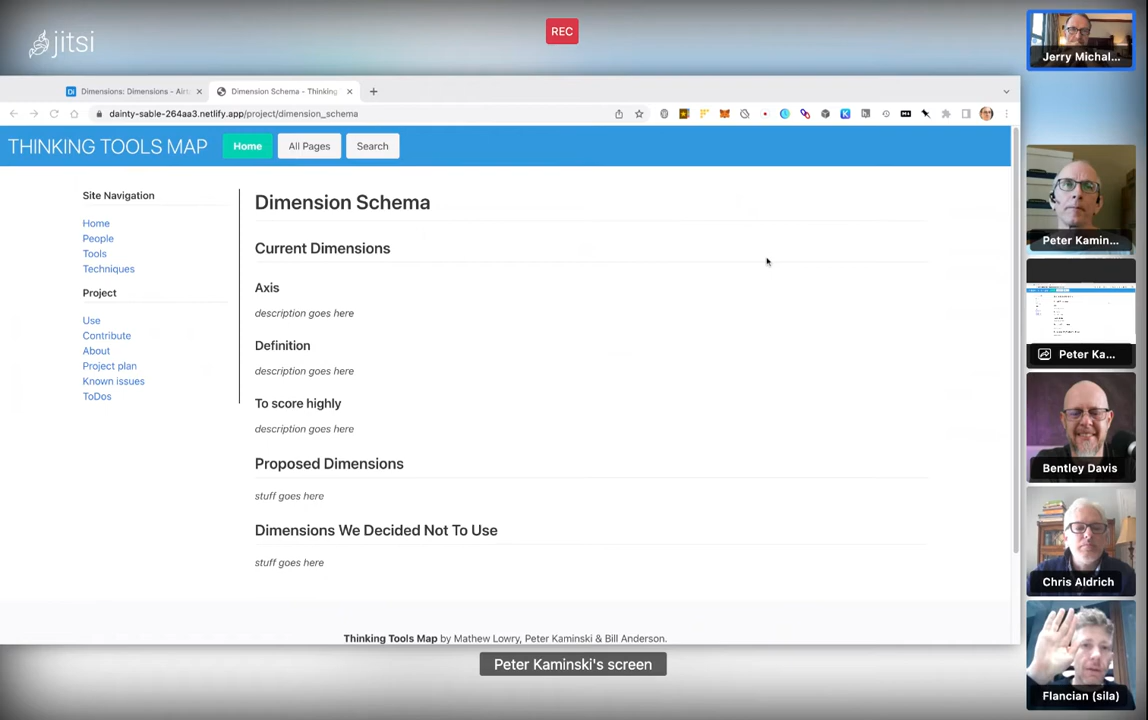 jitsi
REC
Jerry Michal...
Dimensions: Dimensions - Airt
Dimension Schema - Thinking
dainty-sable-264aa3.netlify.app/project/dimension_schema
THINKING TOOLS MAP
Home
All Pages
Search
Site Navigation
Home
People
Tools
Techniques
Project
Use
Contribute
About
Project plan
Known issues
ToDos
Dimension Schema
Current Dimensions
Axis
description goes here
Definition
description goes here
To score highly
description goes here
Proposed Dimensions
stuff goes here
Dimensions We Decided Not To Use
stuff goes here
Thinking Tools Map by Mathew Lowry, Peter Kaminski & Bill Anderson.
Peter Kamin...
Peter Ka...
Bentley Davis
Chris Aldrich
Flancian (sila)
Peter Kaminski's screen